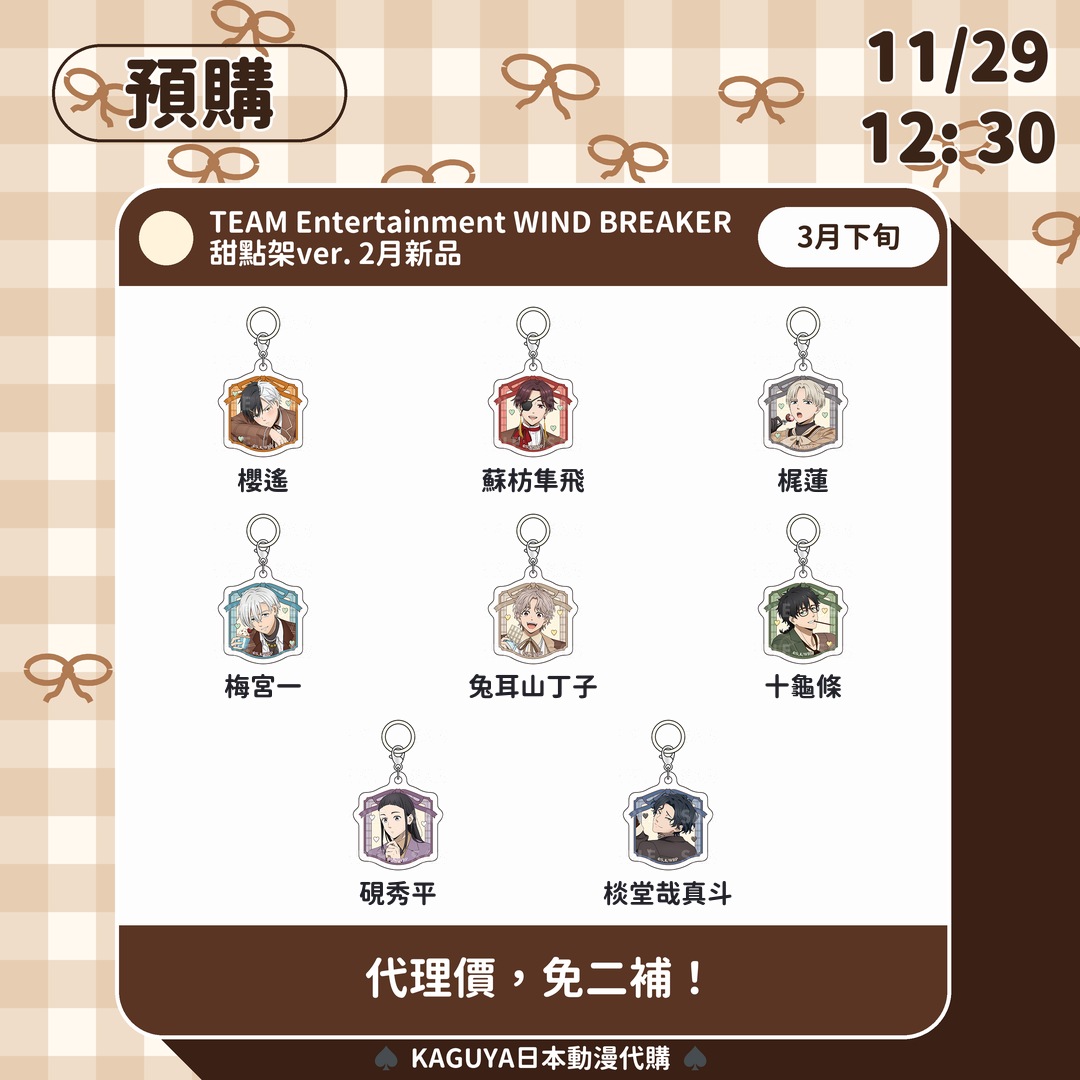 預購
11/29
12:30
TEAM Entertainment WIND BREAKER
甜點架ver. 2月新品
3月下旬
櫻遙
蘇枋隼飛
梶蓮
梅宮一
兔耳山丁子
十龜條
硯秀平
棪堂哉真斗
代理價，免二補！
KAGUYA日本動漫代購